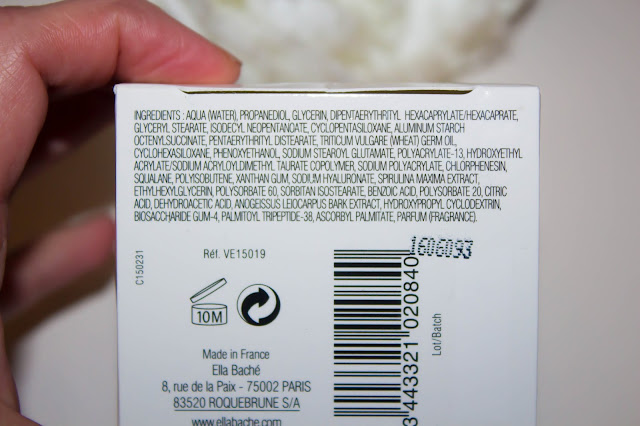 INGREDIENTS : AQUA (WATER), PROPANEDIOL, GLYCERIN, DIPENTAERYTHRITYL HEXACAPRYLATE/HEXACAPRATE,
GLYCERYL STEARATE, ISODECYL NEOPENTANOATE, CYCLOPENTASILOXANE, ALUMINUM STARCH
OCTENYLSUCCINATE, PENTAERYTHRITYL DISTEARATE, TRITICUM VULGARE (WHEAT) GERM OIL,
CYCLOHEXASILOXANE, PHENOXYETHANOL, SODIUM STEAROYL GLUTAMATE, POLYACRYLATE-13, HYDROXYETHYL
ACRYLATE/SODIUM ACRYLOYLDIMETHYL TAURATE COPOLYMER, SODIUM POLYACRYLATE, CHLORPHENESIN,
SQUALANE, POLYISOBUTENE, XANTHAN GUM, SODIUM HYALURONATE, SPIRULINA MAXIMA EXTRACT,
ETHYLHEXYLGLYCERIN, POLYSORBATE 60, SORBITAN ISOSTEARATE, BENZOIC ACID, POLYSORBATE 20, CITRIC
ACID, DEHYDROACETIC ACID, ANOGEISSUS LEIOCARPUS BARK EXTRACT, HYDROXYPROPYL CYCLODEXTRIN,
BIOSACCHARIDE GUM-4, PALMITOYL TRIPEPTIDE-38, ASCORBYL PALMITATE, PARFUM (FRAGRANCE).
C150231
Réf. VE15019
1606093
10M
3 443321 020840
Lot/Batch
Made in France
Ella Baché
8, rue de la Paix - 75002 PARIS
83520 ROQUEBRUNE S/A
www.ellabache.com